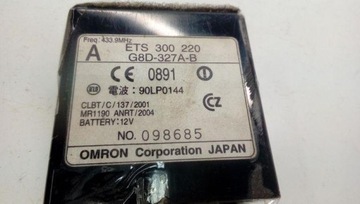 Freq: 433.9MHz
A
ETS 300 220
G8D-327A-B
CE 0891
電波：90LP0144
CZ
CLBT/C/137/2001
MR1190 ANRT/2004
BATTERY:12V
NO. 098685
OMRON Corporation JAPAN